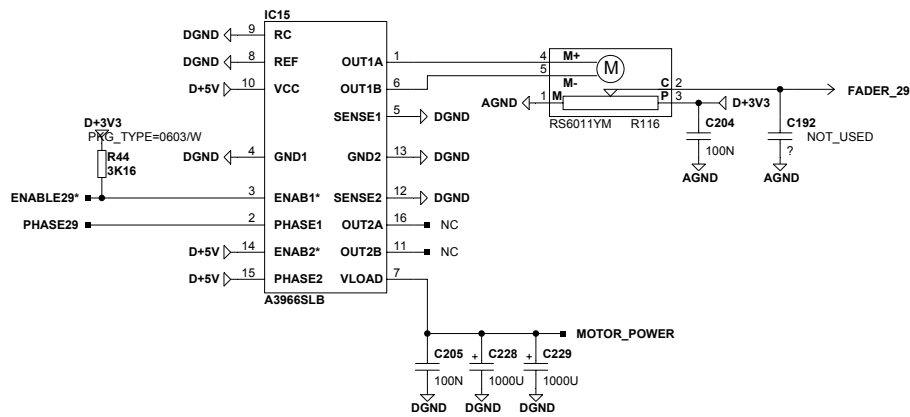 IC15
DGND 9 RC
DGND 8 REF OUT1A 1
D+5V 10 VCC OUT1B 6
SENSE1 5 DGND
D+3V3
PKG_TYPE=0603/W
R44
3K16
DGND 4 GND1 GND2 13 DGND
ENABLE29* 3 ENAB1* SENSE2 12 DGND
PHASE29 2 PHASE1 OUT2A 16 NC
D+5V 14 ENAB2* OUT2B 11 NC
D+5V 15 PHASE2 VLOAD 7
A3966SLB
4 M+ M
5 M- C 2 FADER_29
AGND 1 M P 3 D+3V3
RS6011YM R116
C204
100N
AGND
C192
NOT_USED
?
AGND
MOTOR_POWER
C205 + C228 + C229
100N 1000U 1000U
DGND DGND DGND